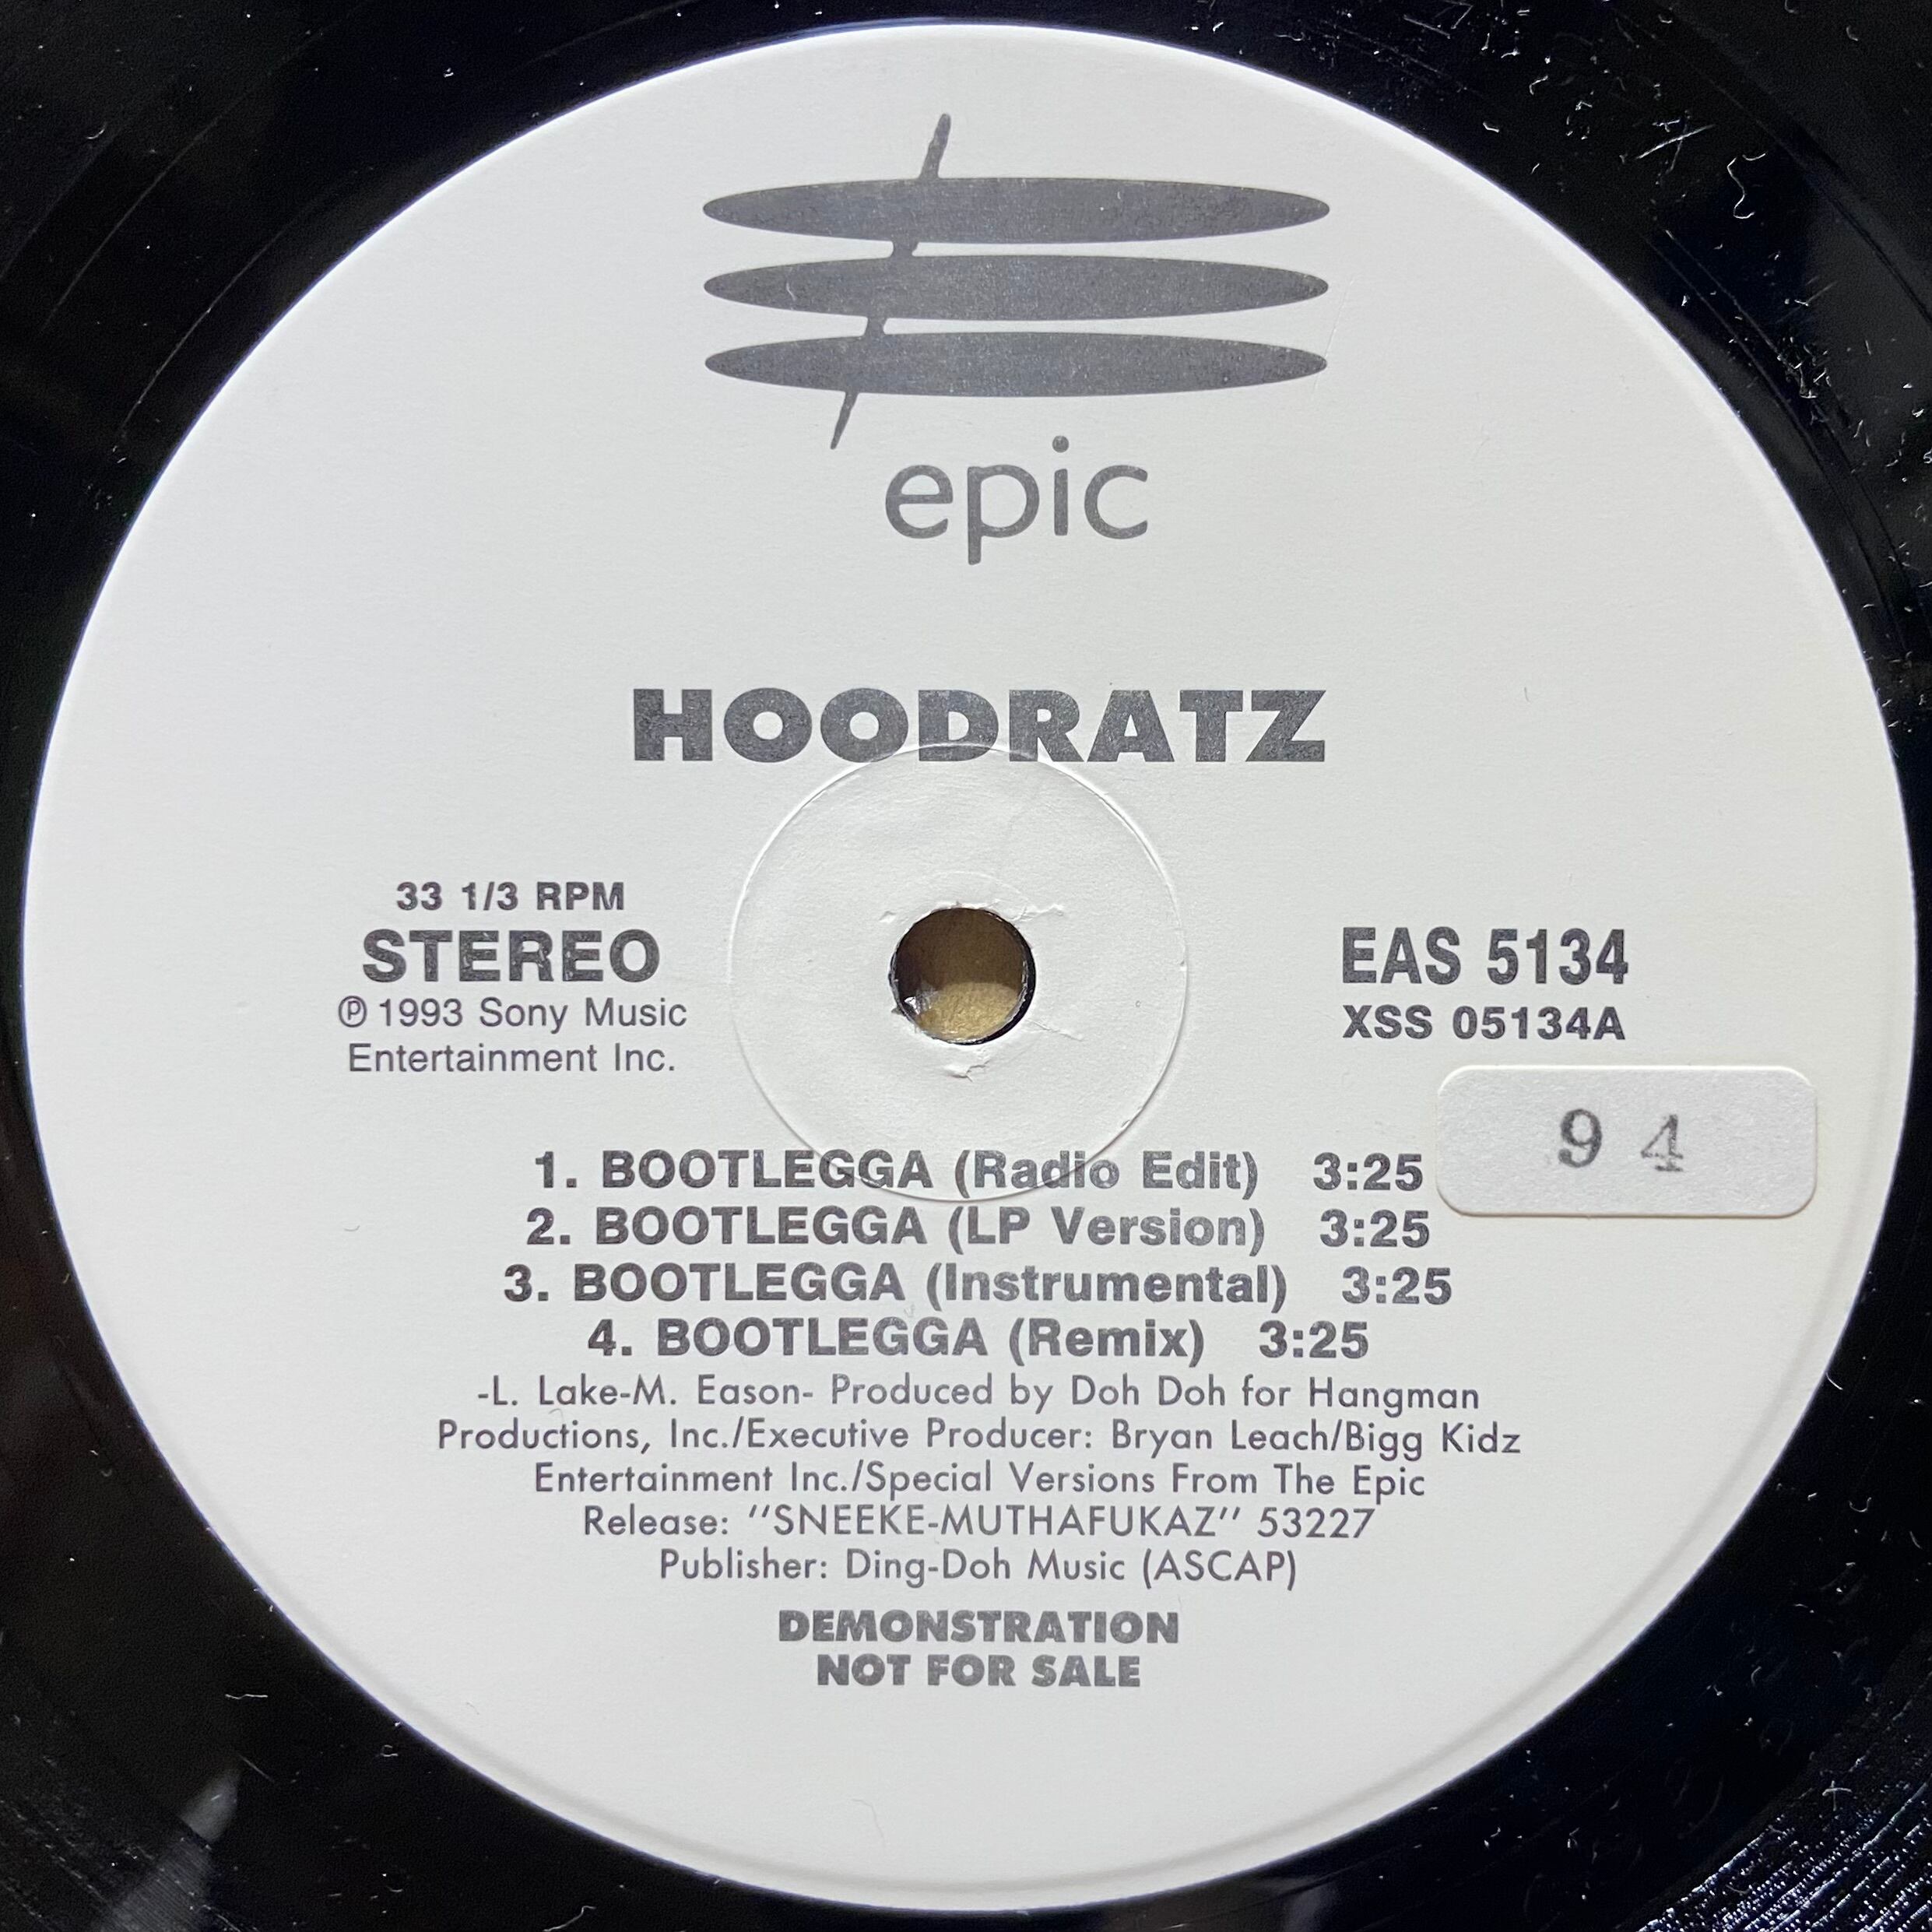 epic
HOODRATZ
33 1/3 RPM
STEREO
℗ 1993 Sony Music
Entertainment Inc.
EAS 5134
XSS 05134A
94
1. BOOTLEGGA (Radio Edit) 3:25
2. BOOTLEGGA (LP Version) 3:25
3. BOOTLEGGA (Instrumental) 3:25
4. BOOTLEGGA (Remix) 3:25
-L. Lake-M. Eason- Produced by Doh Doh for Hangman
Productions, Inc./Executive Producer: Bryan Leach/Bigg Kidz
Entertainment Inc./Special Versions From The Epic
Release: "SNEEKE-MUTHAFUKAZ" 53227
Publisher: Ding-Doh Music (ASCAP)
DEMONSTRATION
NOT FOR SALE